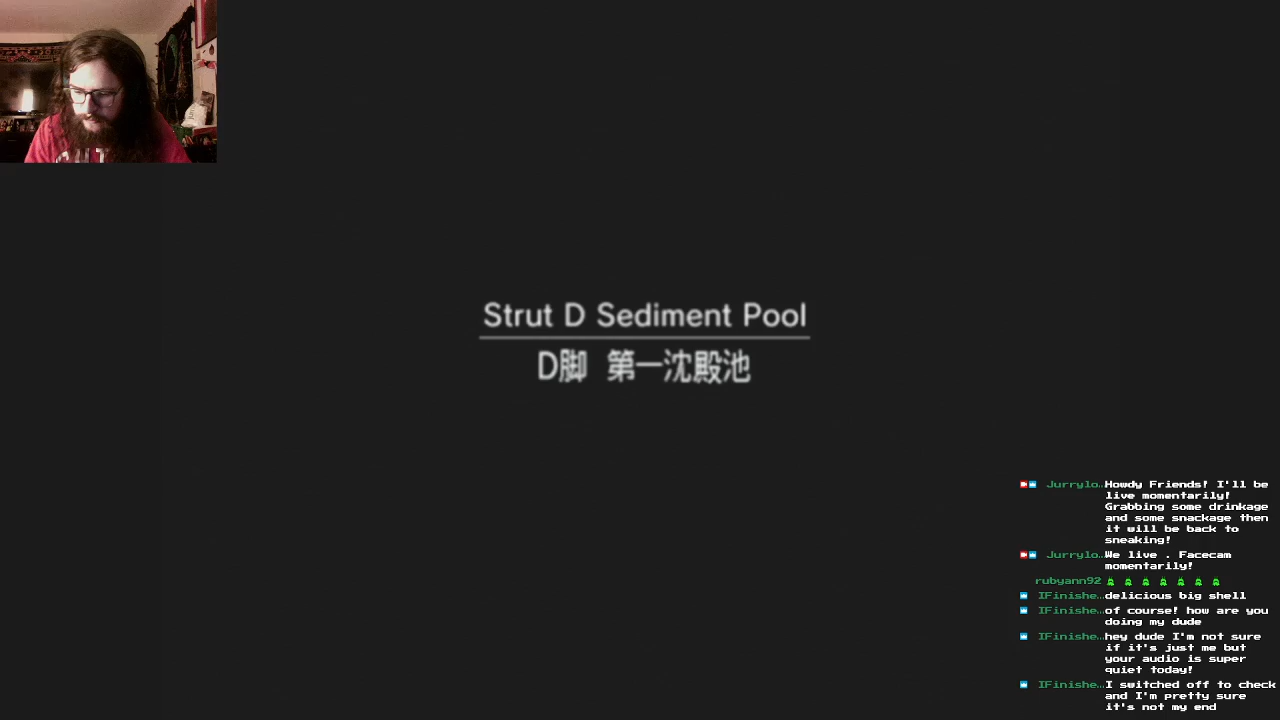 Strut D Sediment Pool
D脚 第一沈殿池
Jurrylo.. Howdy Friends! I'll be
live momentarily!
Grabbing some drinkage
and some snackage then
it will be back to
sneaking!
Jurrylo.. We live . Facecam
momentarily!
rubyann92
IFinishe.. delicious big shell
IFinishe.. of course! how are you
doing my dude
IFinishe.. hey dude I'm not sure
if it's just me but
your audio is super
quiet today!
IFinishe.. I switched off to check
and I'm pretty sure
it's not my end